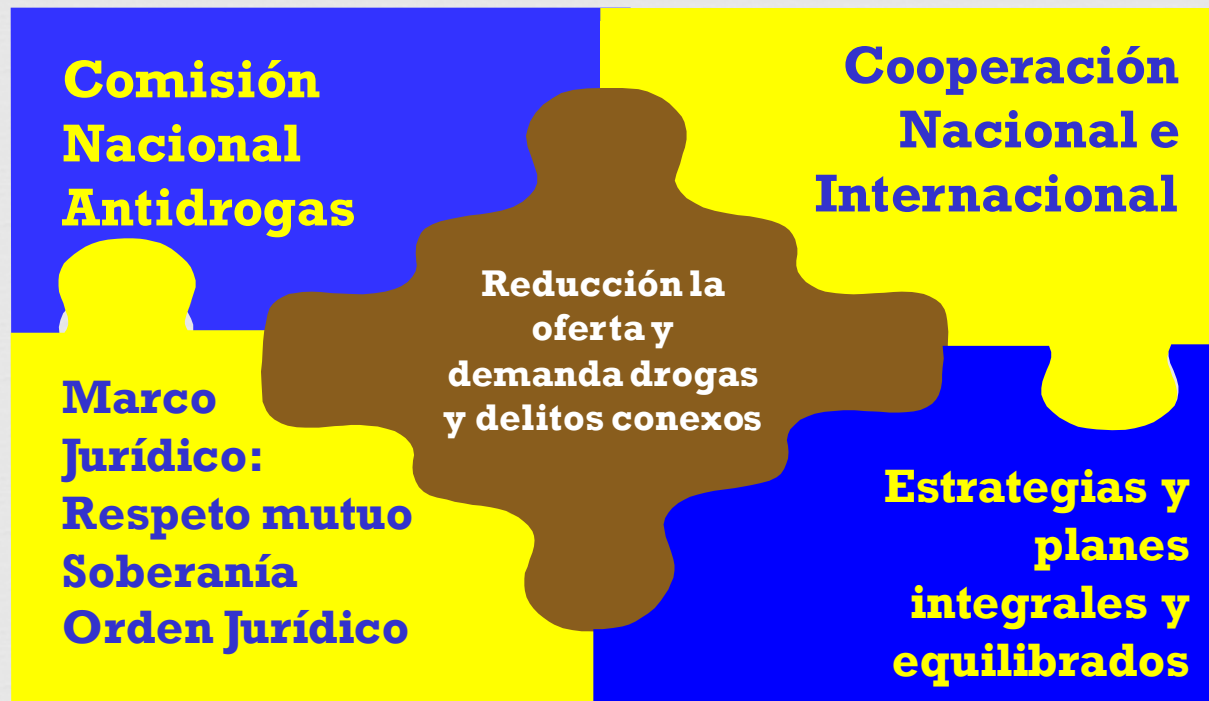 Comisión
Nacional
Antidrogas
Cooperación
Nacional e
Internacional
Reducción la
oferta y
demanda drogas
y delitos conexos
Marco
Jurídico:
Respeto mutuo
Soberanía
Orden Jurídico
Estrategias y
planes
integrales y
equilibrados